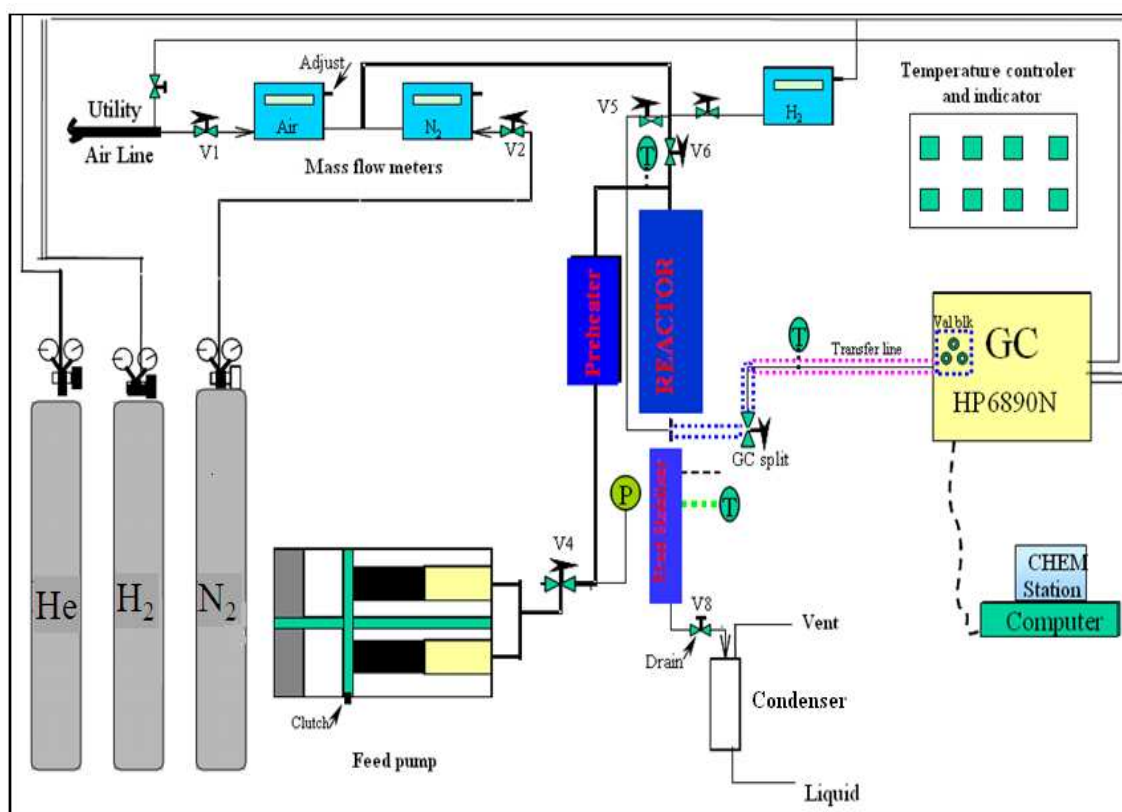 Adjust
Temperature controler
and indicator
Utility
Air Line
V1
Air
N2
V2
Mass flow meters
V5
H2
V6
T
Preheater
REACTOR
T
Transfer line
Val blk
GC
HP6890N
GC split
P
T
V4
He
H2
N2
V8
Drain
Vent
CHEM
Station
Computer
Condenser
Clutch
Feed pump
Liquid